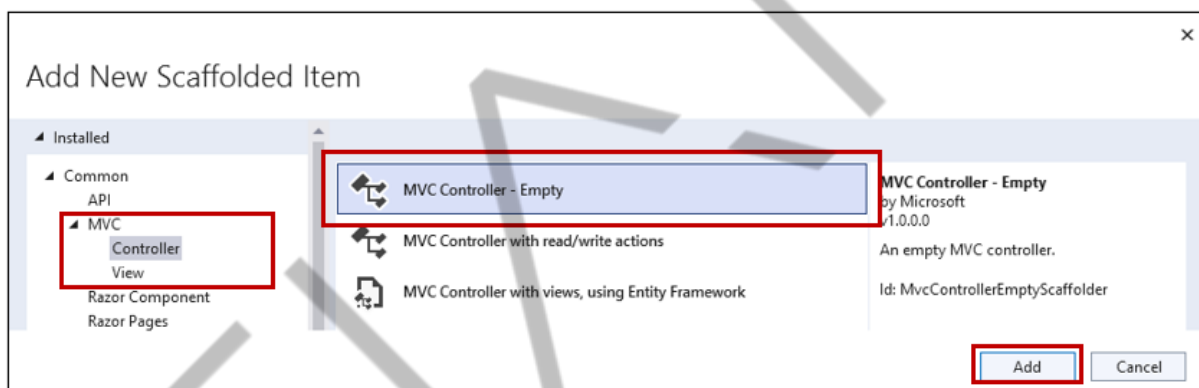 Add New Scaffolded Item
Installed
Common
API
MVC
Controller
View
Razor Component
Razor Pages
MVC Controller - Empty
MVC Controller with read/write actions
MVC Controller with views, using Entity Framework
MVC Controller - Empty
by Microsoft
v1.0.0.0
An empty MVC controller.
Id: MvcControllerEmptyScaffolder
Add
Cancel